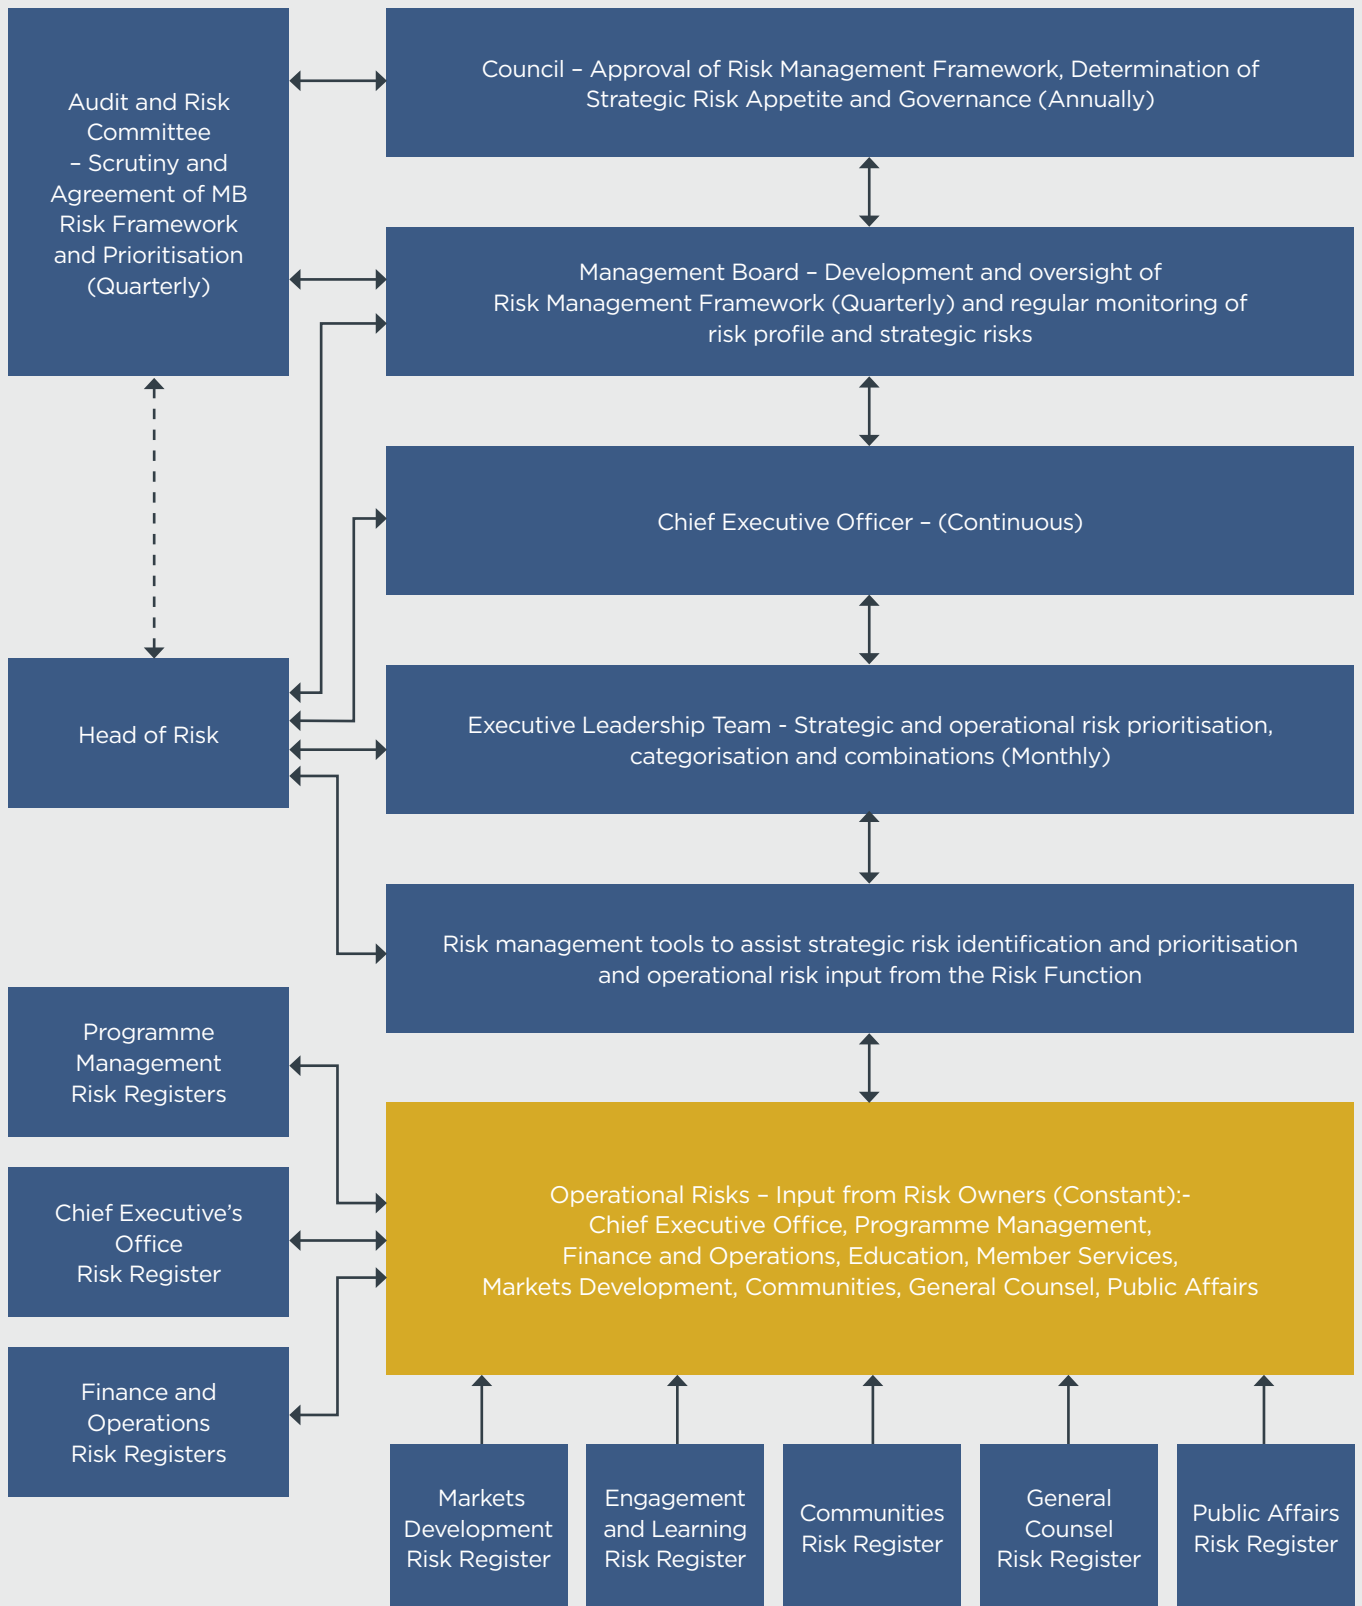 Audit and Risk
Committee
– Scrutiny and
Agreement of MB
Risk Framework
and Prioritisation
(Quarterly)
Council – Approval of Risk Management Framework, Determination of
Strategic Risk Appetite and Governance (Annually)
Management Board – Development and oversight of
Risk Management Framework (Quarterly) and regular monitoring of
risk profile and strategic risks
Chief Executive Officer – (Continuous)
Head of Risk
Executive Leadership Team - Strategic and operational risk prioritisation,
categorisation and combinations (Monthly)
Risk management tools to assist strategic risk identification and prioritisation
and operational risk input from the Risk Function
Programme
Management
Risk Registers
Chief Executive’s
Office
Risk Register
Finance and
Operations
Risk Registers
Operational Risks – Input from Risk Owners (Constant):-
Chief Executive Office, Programme Management,
Finance and Operations, Education, Member Services,
Markets Development, Communities, General Counsel, Public Affairs
Markets
Development
Risk Register
Engagement
and Learning
Risk Register
Communities
Risk Register
General
Counsel
Risk Register
Public Affairs
Risk Register